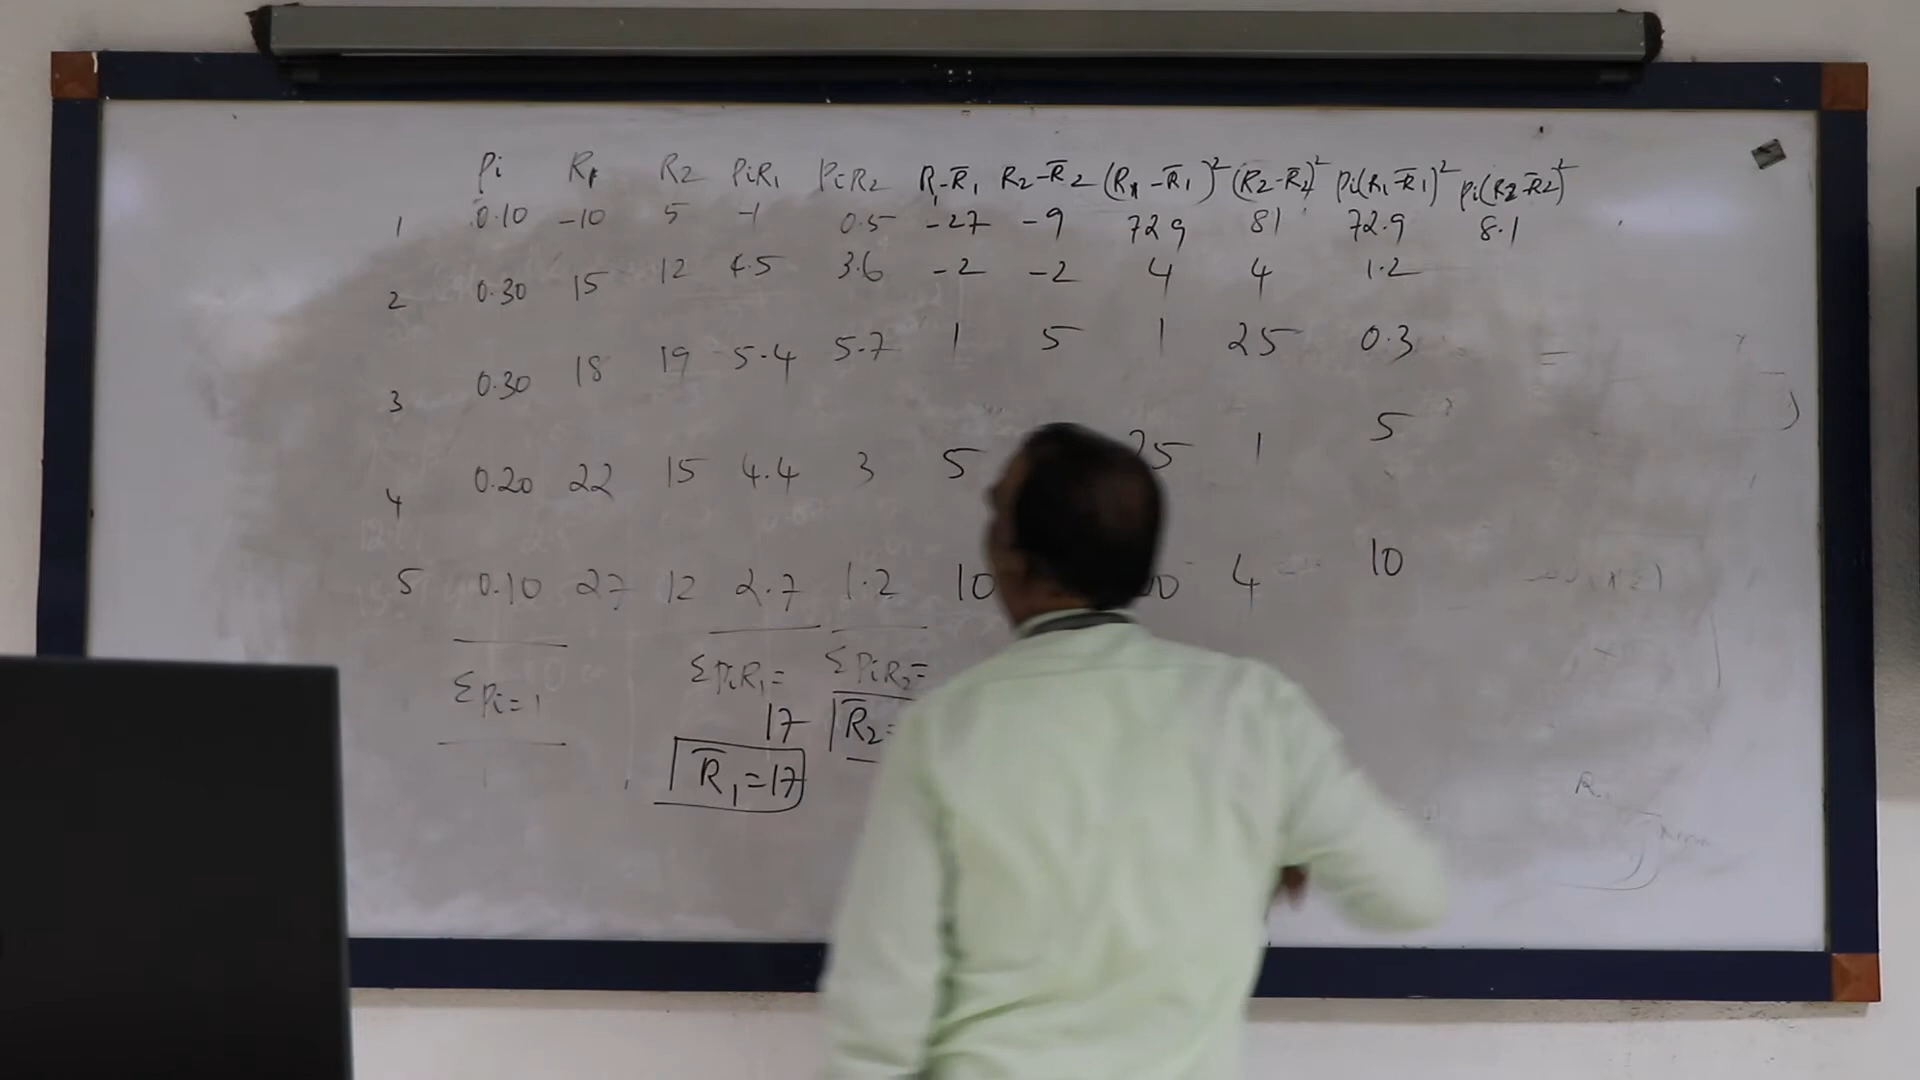 Pi R1 R2 PiR1 PiR2 R1-R̄1 R2-R̄2 (R1-R̄1)² (R2-R̄2)² Pi(R1-R̄1)² Pi(R2-R̄2)²
1 0.10 -10 5 -1 0.5 -27 -9 729 81 72.9 8.1
2 0.30 15 12 4.5 3.6 -2 -2 4 4 1.2
3 0.30 18 19 5.4 5.7 1 5 1 25 0.3
4 0.20 22 15 4.4 3 5 25 1 5
5 0.10 27 12 2.7 1.2 10 4 10
Σpi=1 ΣPiR1= ΣPiR2=
17 R̄2=
R̄1=17